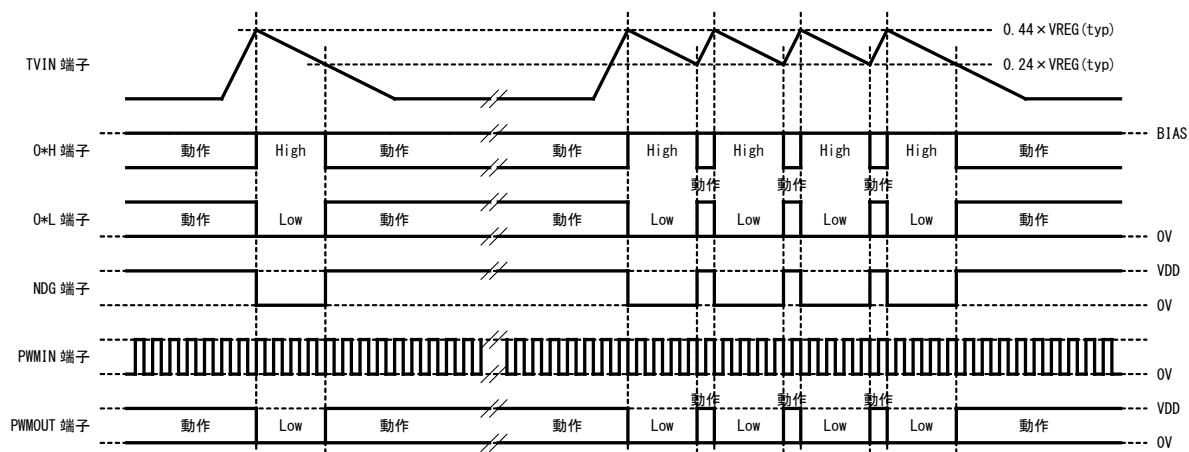 0.44×VREG(typ)
TVIN 端子
0.24×VREG(typ)
BIAS
O*H 端子 動作 High 動作 動作 High High High High 動作
動作 動作 動作
O*L 端子 動作 Low 動作 動作 Low Low Low Low 動作
0V
VDD
NDG 端子
0V
PWMIN 端子
0V
動作 動作 動作
VDD
PWMOUT 端子 動作 Low 動作 動作 Low Low Low Low 動作
0V